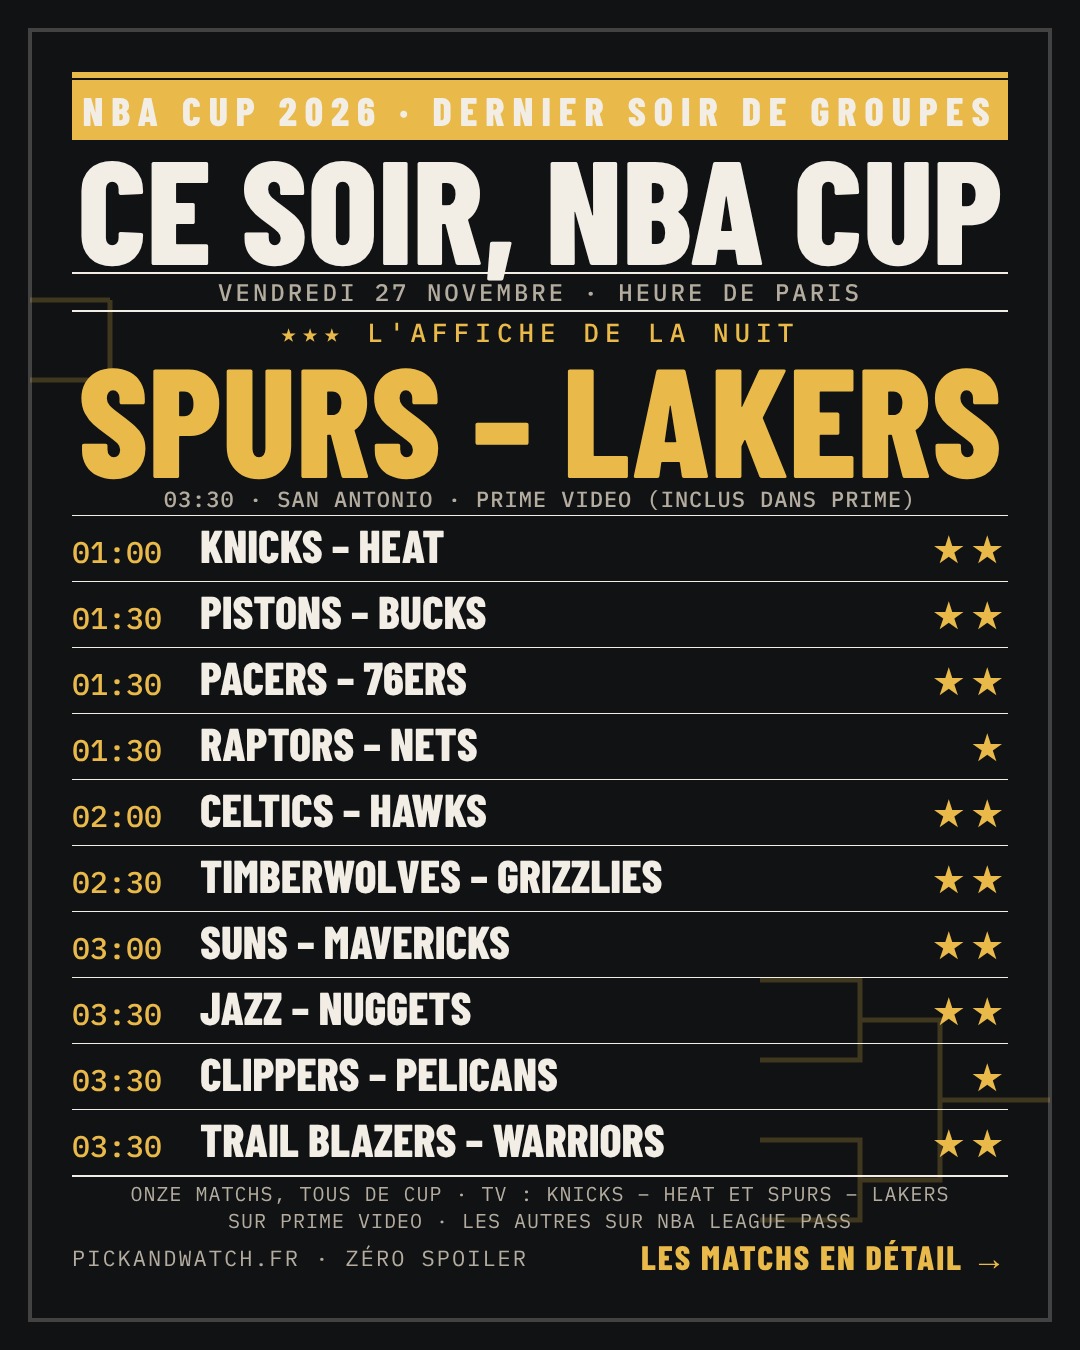 NBA CUP 2026 · DERNIER SOIR DE GROUPES
CE SOIR, NBA CUP
VENDREDI 27 NOVEMBRE · HEURE DE PARIS
★★★ L'AFFICHE DE LA NUIT
SPURS – LAKERS
03:30 · SAN ANTONIO · PRIME VIDEO (INCLUS DANS PRIME)
01:00 KNICKS – HEAT ★★
01:30 PISTONS – BUCKS ★★
01:30 PACERS – 76ERS ★★
01:30 RAPTORS – NETS ★
02:00 CELTICS – HAWKS ★★
02:30 TIMBERWOLVES – GRIZZLIES ★★
03:00 SUNS – MAVERICKS ★★
03:30 JAZZ – NUGGETS ★★
03:30 CLIPPERS – PELICANS ★
03:30 TRAIL BLAZERS – WARRIORS ★★
ONZE MATCHS, TOUS DE CUP · TV : KNICKS – HEAT ET SPURS – LAKERS
SUR PRIME VIDEO · LES AUTRES SUR NBA LEAGUE PASS
PICKANDWATCH.FR · ZÉRO SPOILER
LES MATCHS EN DÉTAIL →